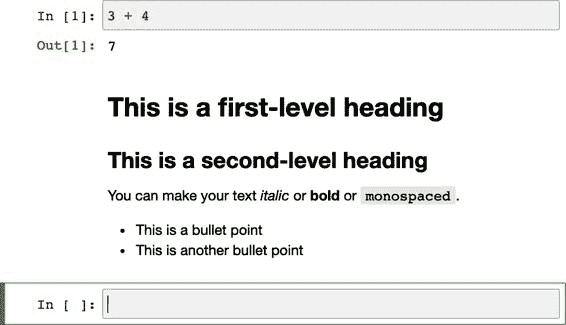 In [1]: 3 + 4
Out[1]: 7
This is a first-level heading
This is a second-level heading
You can make your text italic or bold or monospaced.
• This is a bullet point
• This is another bullet point
In [ ]: